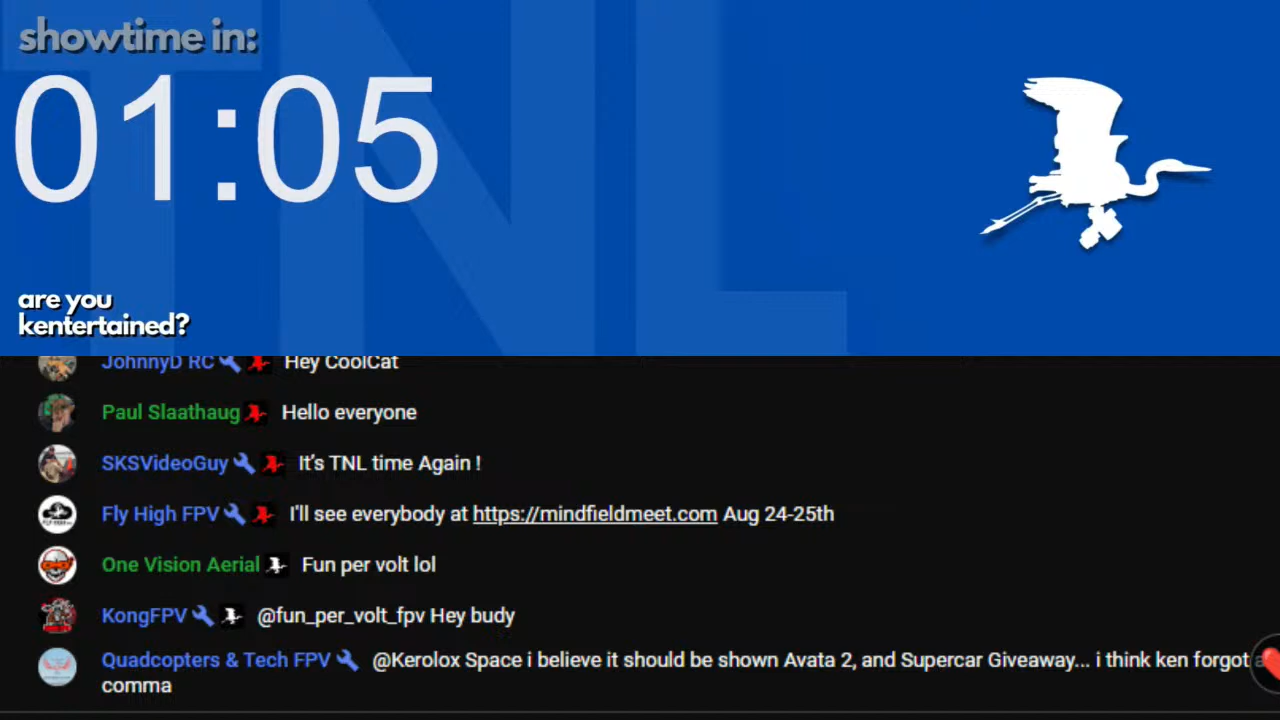 showtime in:
01:05
TNL
are you
kentertained?
JohnnyD RC Hey CoolCat
Paul Slaathaug Hello everyone
SKSVideoGuy It's TNL time Again !
Fly High FPV I'll see everybody at https://mindfieldmeet.com Aug 24-25th
One Vision Aerial Fun per volt lol
KongFPV @fun_per_volt_fpv Hey budy
Quadcopters & Tech FPV @Kerolox Space i believe it should be shown Avata 2, and Supercar Giveaway... i think ken forgot a
comma